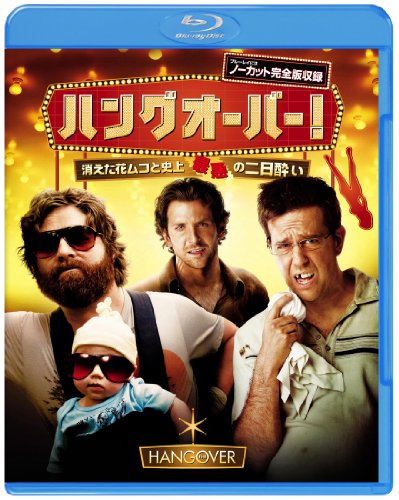 Blu-ray Disc
ブルーレイには
ノーカット完全版収録
ハングオーバー!
消えた花ムコと史上最悪の二日酔い
THE
HANGOVER